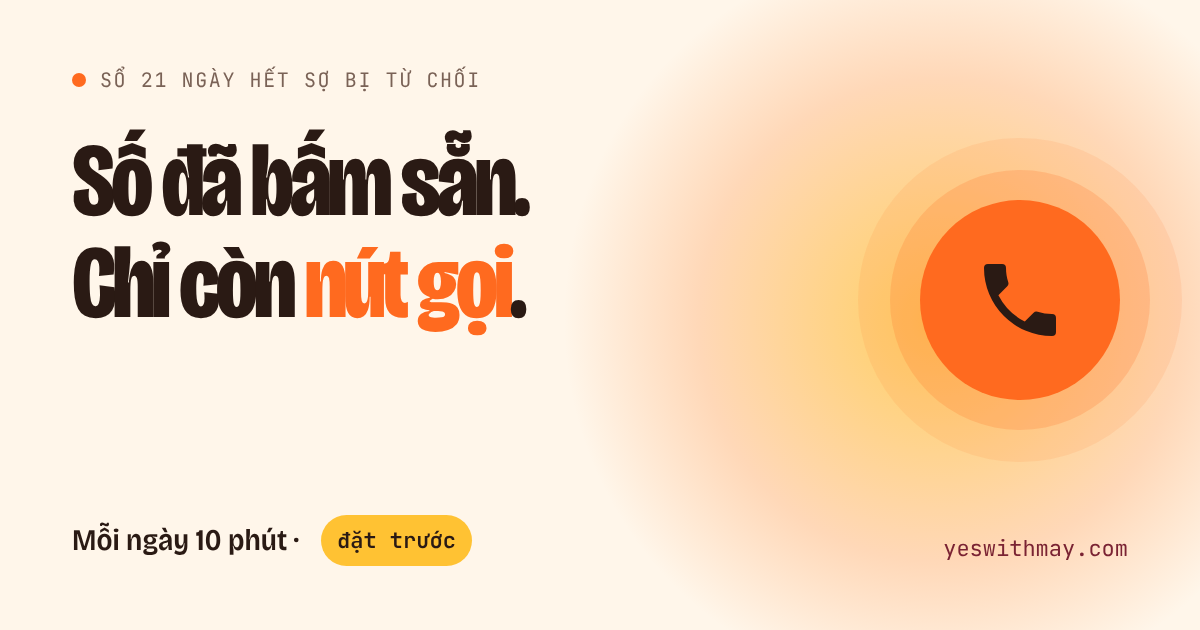 SỔ 21 NGÀY HẾT SỢ BỊ TỪ CHỐI
Số đã bấm sẵn.
Chỉ còn nút gọi.
Mỗi ngày 10 phút · đặt trước
yeswithmay.com